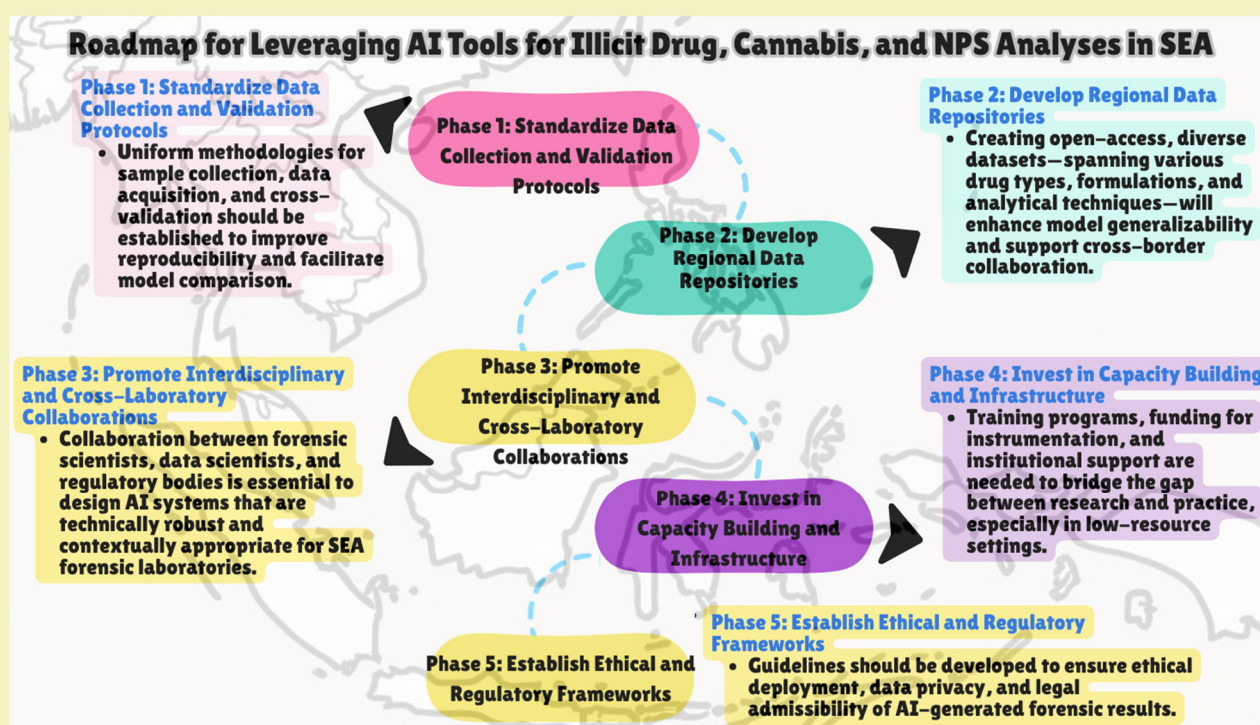 Roadmap for Leveraging AI Tools for Illicit Drug, Cannabis, and NPS Analyses in SEA
Phase 1: Standardize Data
Collection and Validation
Protocols
• Uniform methodologies for
sample collection, data
acquisition, and cross-
validation should be
established to improve
reproducibility and facilitate
model comparison.
Phase 1: Standardize Data
Collection and Validation
Protocols
Phase 2: Develop Regional Data
Repositories
• Creating open-access, diverse
datasets—spanning various
drug types, formulations, and
analytical techniques—will
enhance model generalizability
and support cross-border
collaboration.
Phase 2: Develop
Regional Data
Repositories
Phase 3: Promote Interdisciplinary
and Cross-Laboratory
Collaborations
• Collaboration between forensic
scientists, data scientists, and
regulatory bodies is essential to
design AI systems that are
technically robust and
contextually appropriate for SEA
forensic laboratories.
Phase 3: Promote
Interdisciplinary and
Cross-Laboratory
Collaborations
Phase 4: Invest in Capacity Building
and Infrastructure
• Training programs, funding for
instrumentation, and
institutional support are
needed to bridge the gap
between research and practice,
especially in low-resource
settings.
Phase 4: Invest in
Capacity Building and
Infrastructure
Phase 5: Establish Ethical and
Regulatory Frameworks
Phase 5: Establish Ethical and Regulatory
Frameworks
• Guidelines should be developed to ensure ethical
deployment, data privacy, and legal
admissibility of AI-generated forensic results.